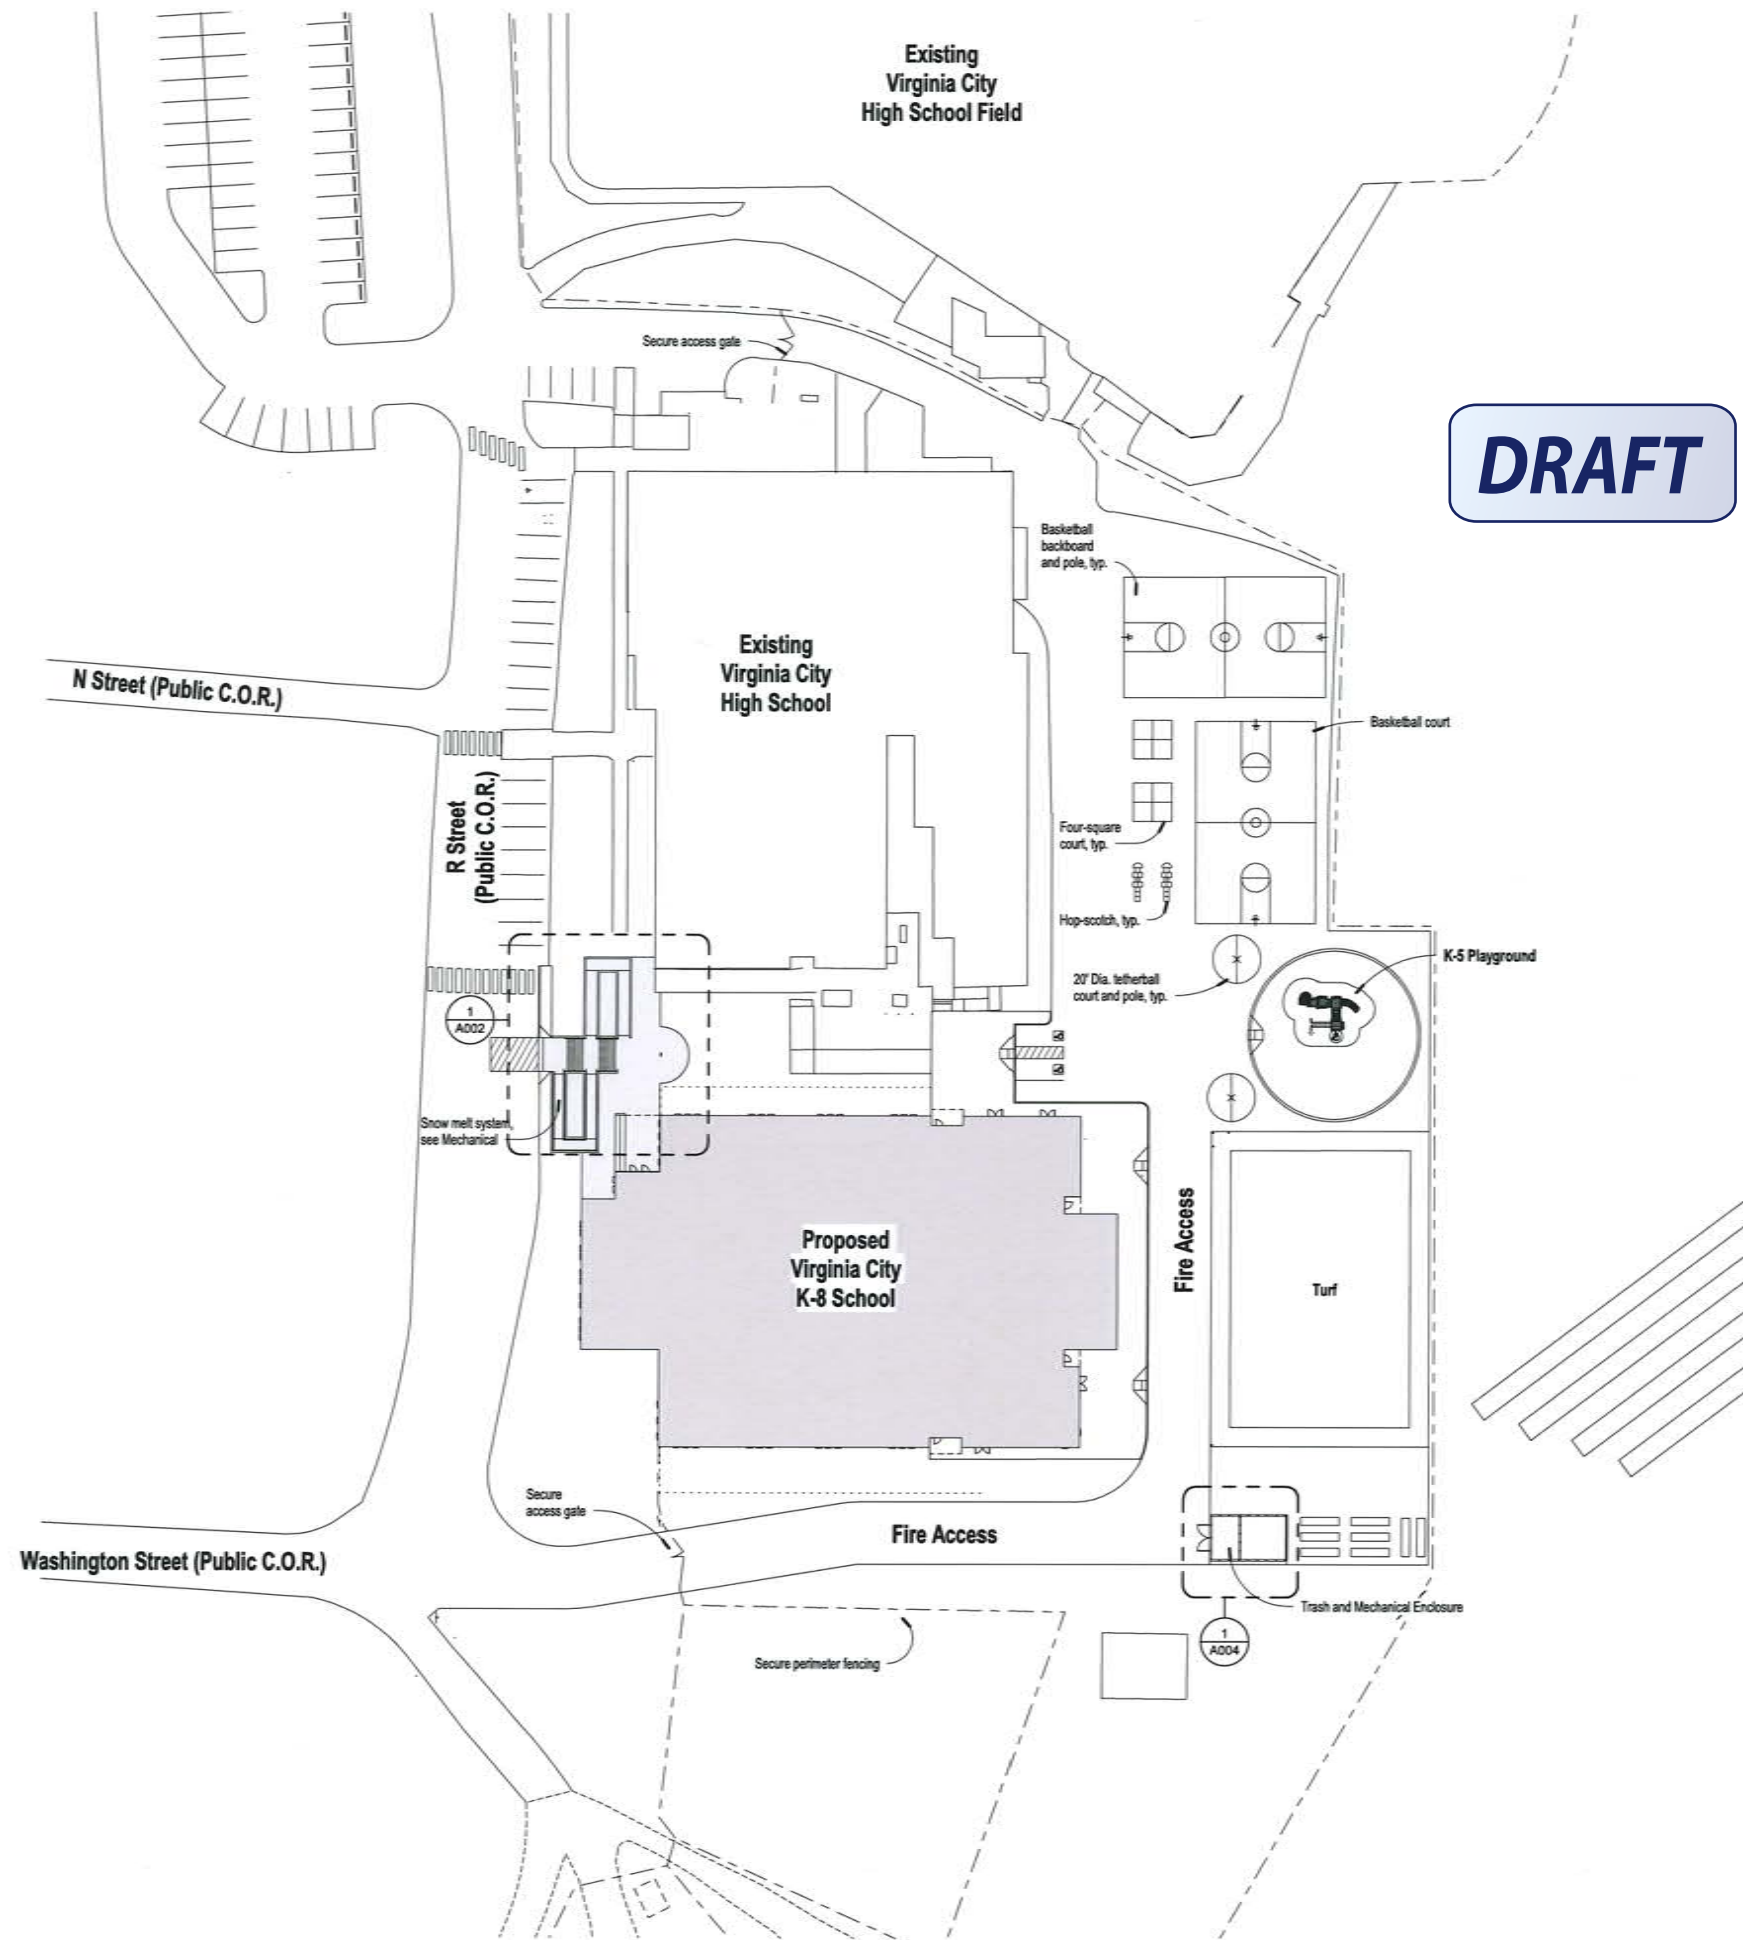 Existing
Virginia City
High School Field
Secure access gate
DRAFT
Basketball
backboard
and pole, typ.
Existing
Virginia City
High School
N Street (Public C.O.R.)
Basketball court
R Street
(Public C.O.R.)
Four-square
court, typ.
Hop-scotch, typ.
K-5 Playground
20' Dia. tetherball
court and pole, typ.
1
A002
Snow melt system,
see Mechanical
Proposed
Virginia City
K-8 School
Fire Access
Turf
Secure
access gate
Fire Access
Washington Street (Public C.O.R.)
Trash and Mechanical Enclosure
1
A004
Secure perimeter fencing